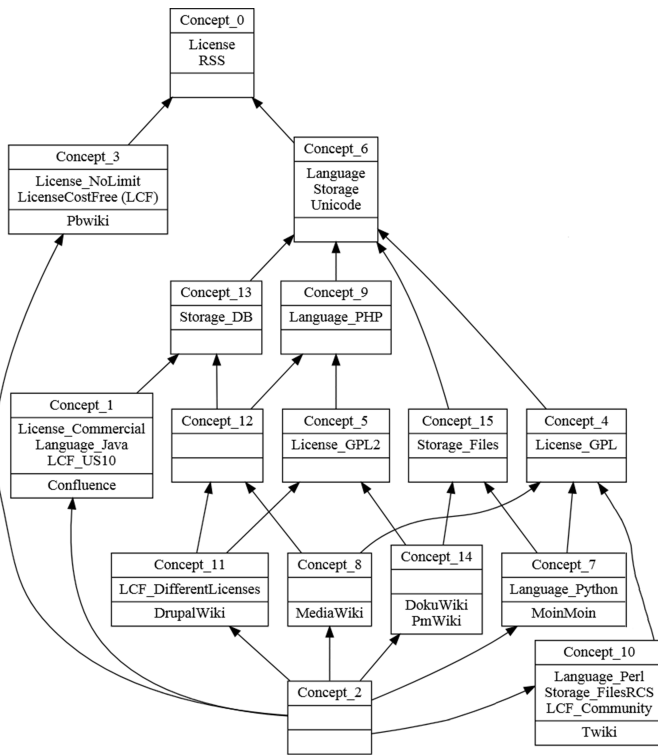 Concept_0
License
RSS
Concept_3
License_NoLimit
LicenseCostFree (LCF)
Pbwiki
Concept_6
Language
Storage
Unicode
Concept_13
Storage_DB
Concept_9
Language_PHP
Concept_1
License_Commercial
Language_Java
LCF_US10
Confluence
Concept_12
Concept_5
License_GPL2
Concept_15
Storage_Files
Concept_4
License_GPL
Concept_11
LCF_DifferentLicenses
DrupalWiki
Concept_8
MediaWiki
Concept_14
DokuWiki
PmWiki
Concept_7
Language_Python
MoinMoin
Concept_10
Language_Perl
Storage_FilesRCS
LCF_Community
Twiki
Concept_2